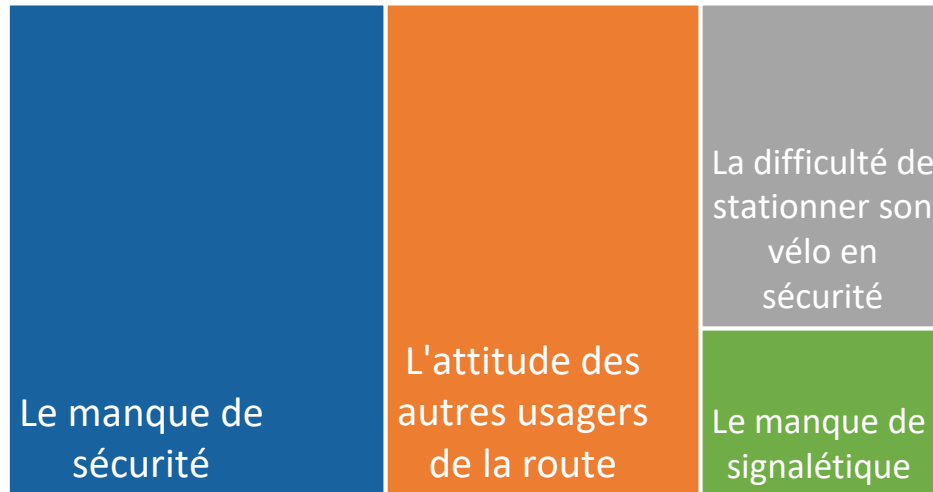 Le manque de
sécurité
L'attitude des
autres usagers
de la route
La difficulté de
stationner son
vélo en
sécurité
Le manque de
signalétique